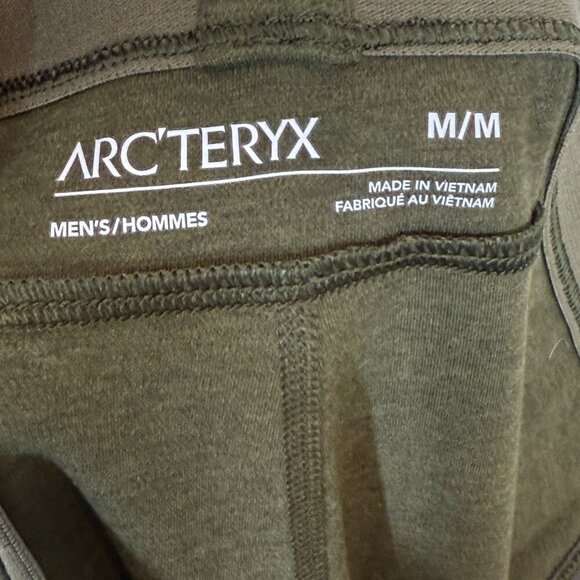 ARC'TERYX
M/M
MEN'S/HOMMES
MADE IN VIETNAM
FABRIQUÉ AU VIÊTNAM